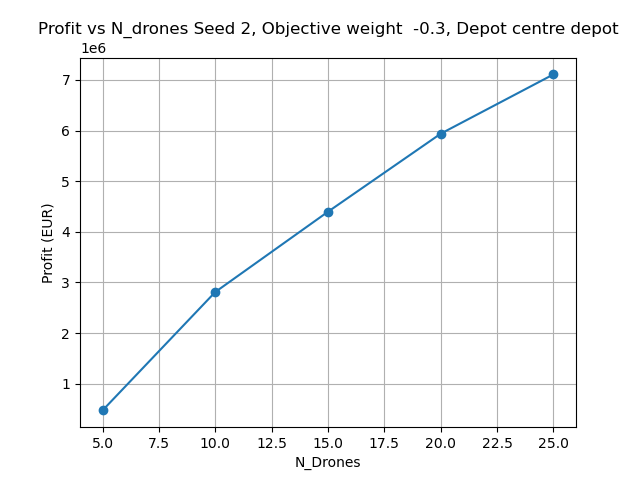 Profit vs N_drones Seed 2, Objective weight  -0.3, Depot centre depot
1e6
7
6
5
4
3
2
1
Profit (EUR)
5.0 7.5 10.0 12.5 15.0 17.5 20.0 22.5 25.0
N_Drones